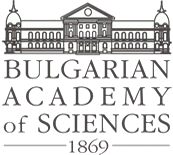 BULGARIAN
ACADEMY
of SCIENCES
1869